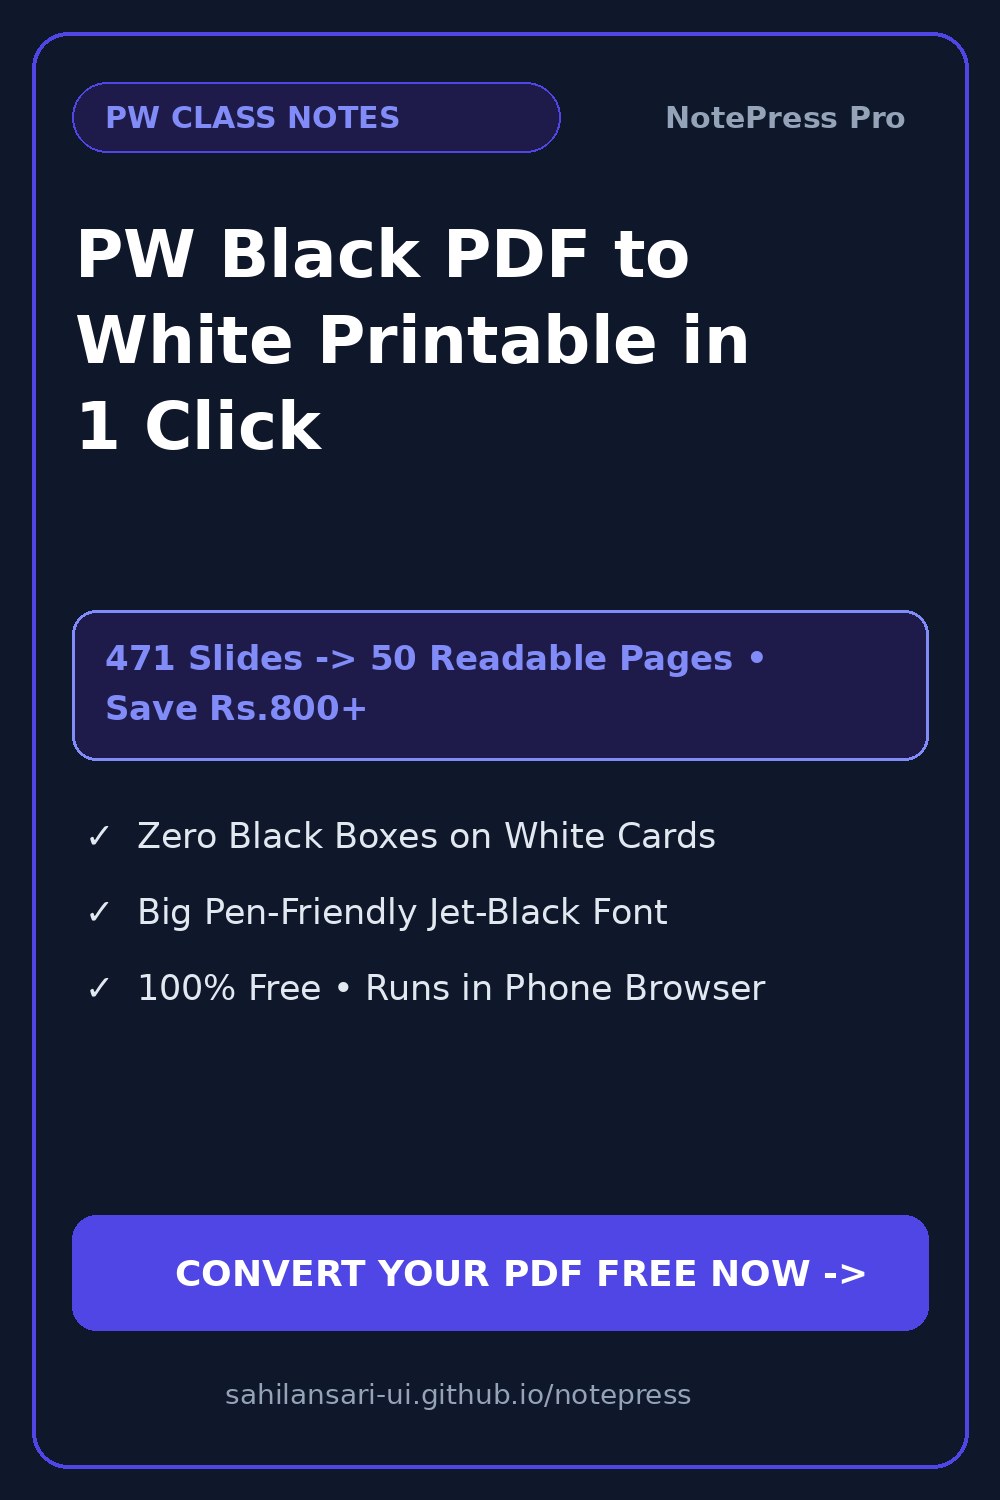 PW CLASS NOTES
NotePress Pro
PW Black PDF to
White Printable in
1 Click
471 Slides -> 50 Readable Pages •
Save Rs.800+
✓ Zero Black Boxes on White Cards
✓ Big Pen-Friendly Jet-Black Font
✓ 100% Free • Runs in Phone Browser
CONVERT YOUR PDF FREE NOW ->
sahilansari-ui.github.io/notepress